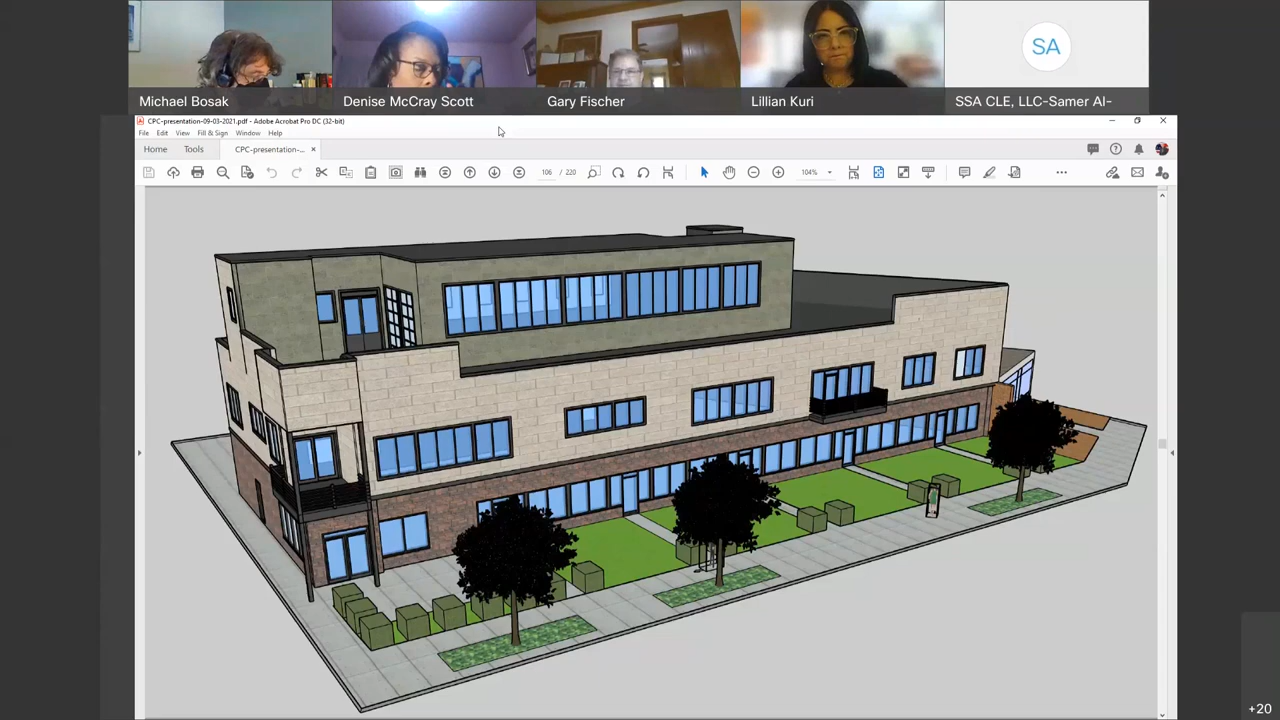 SA
Michael Bosak
Denise McCray Scott
Gary Fischer
Lillian Kuri
SSA CLE, LLC-Samer Al-
CPC-presentation-09-03-2021.pdf - Adobe Acrobat Pro DC (32-bit)
File Edit View Fill & Sign Window Help
Home Tools CPC-presentation-...
106 / 220 104%
+20